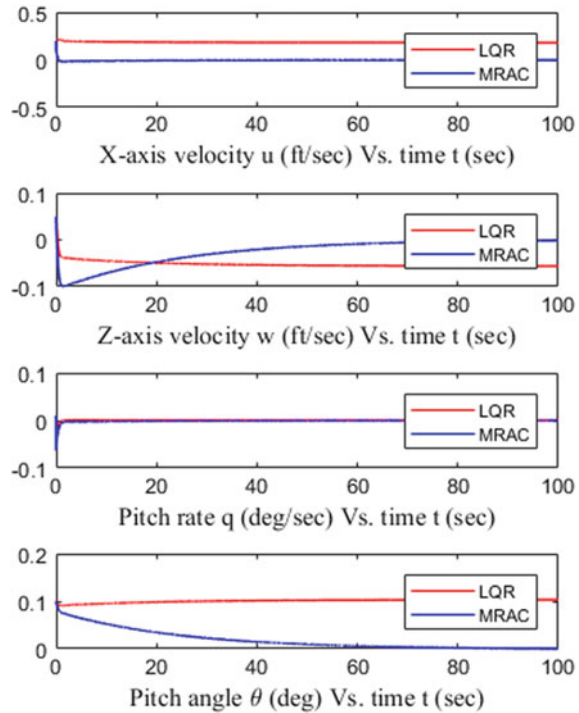 0.5
LQR
0
MRAC
-0.5
0 20 40 60 80 100
X-axis velocity u (ft/sec) Vs. time t (sec)
0.1
LQR
0
MRAC
-0.1
0 20 40 60 80 100
Z-axis velocity w (ft/sec) Vs. time t (sec)
0.1
LQR
0
MRAC
-0.1
0 20 40 60 80 100
Pitch rate q (deg/sec) Vs. time t (sec)
0.2
LQR
0.1
MRAC
0
0 20 40 60 80 100
Pitch angle θ (deg) Vs. time t (sec)